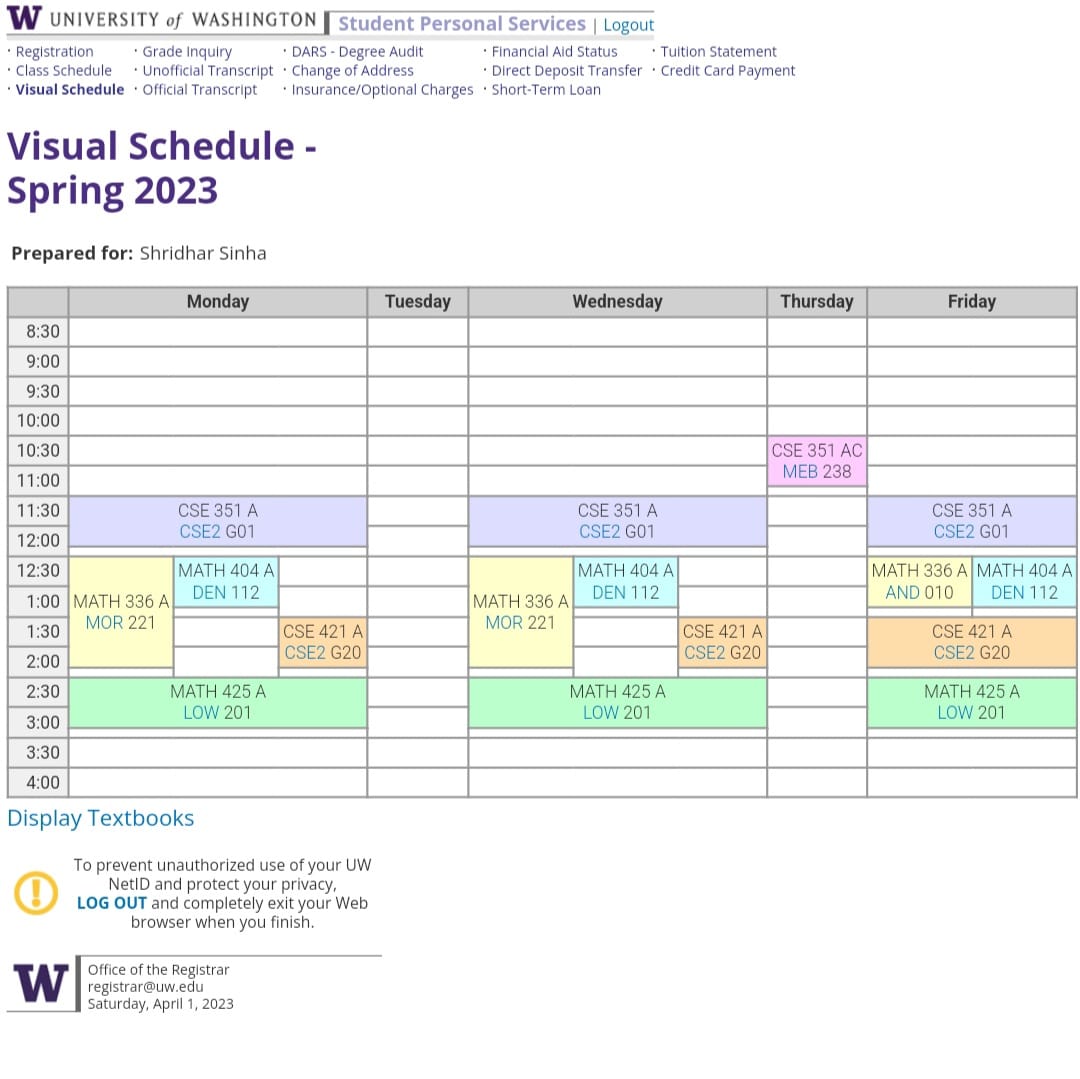 W UNIVERSITY of WASHINGTON Student Personal Services | Logout
· Registration · Grade Inquiry · DARS - Degree Audit · Financial Aid Status · Tuition Statement
· Class Schedule · Unofficial Transcript · Change of Address · Direct Deposit Transfer · Credit Card Payment
· Visual Schedule · Official Transcript · Insurance/Optional Charges · Short-Term Loan
Visual Schedule -
Spring 2023
Prepared for: Shridhar Sinha
Monday Tuesday Wednesday Thursday Friday
8:30
9:00
9:30
10:00
10:30 CSE 351 AC
MEB 238
11:00
11:30 CSE 351 A CSE 351 A CSE 351 A
CSE2 G01 CSE2 G01 CSE2 G01
12:00
12:30 MATH 404 A MATH 404 A MATH 336 A MATH 404 A
DEN 112 DEN 112 AND 010 DEN 112
1:00 MATH 336 A MATH 336 A
MOR 221 MOR 221
1:30 CSE 421 A CSE 421 A CSE 421 A
CSE2 G20 CSE2 G20 CSE2 G20
2:00
2:30 MATH 425 A MATH 425 A MATH 425 A
LOW 201 LOW 201 LOW 201
3:00
3:30
4:00
Display Textbooks
To prevent unauthorized use of your UW
NetID and protect your privacy,
LOG OUT and completely exit your Web
browser when you finish.
W
Office of the Registrar
registrar@uw.edu
Saturday, April 1, 2023